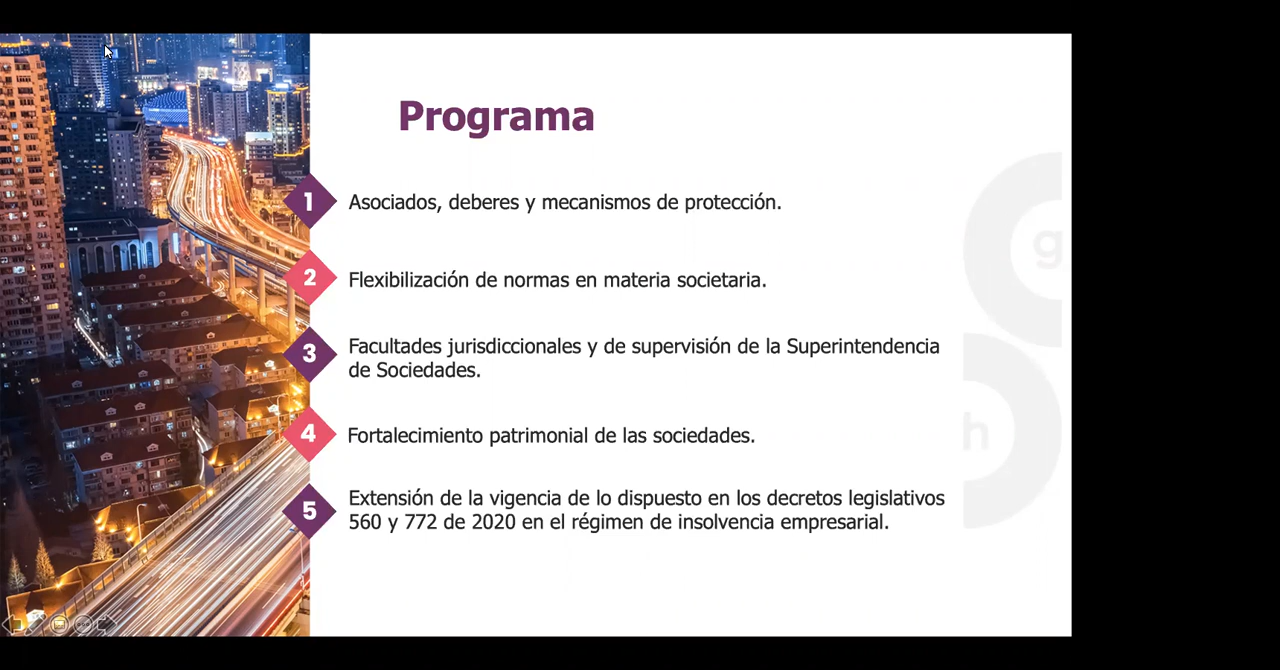 Programa
1
Asociados, deberes y mecanismos de protección.
2
Flexibilización de normas en materia societaria.
3
Facultades jurisdiccionales y de supervisión de la Superintendencia
de Sociedades.
4
Fortalecimiento patrimonial de las sociedades.
5
Extensión de la vigencia de lo dispuesto en los decretos legislativos
560 y 772 de 2020 en el régimen de insolvencia empresarial.
g
h